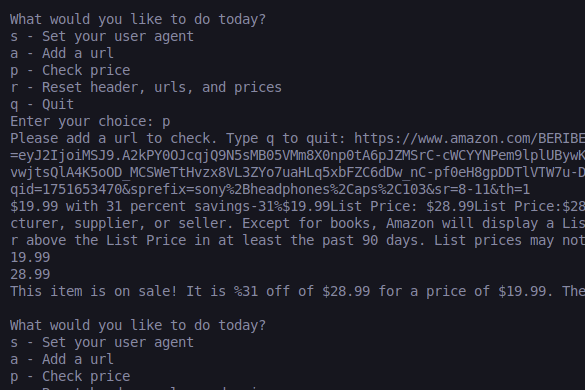 What would you like to do today?
s - Set your user agent
a - Add a url
p - Check price
r - Reset header, urls, and prices
q - Quit
Enter your choice: p
Please add a url to check. Type q to quit: https://www.amazon.com/BERIBE
=eyJ2IjoiMSJ9.A2kPY0OJcqjQ9N5sMB05VMm8X0np0tA6pJZMSrC-cWCYYNPem9lplUBywK
vwjtsQlA4K5oOD_MCSWeTtHvzx8VL3ZYo7uaHLq5xbFZC6dDw_nC-pf0eH8gpDDTlVTW7u-D
qid=1751653470&sprefix=sony%2Bheadphones%2Caps%2C103&sr=8-11&th=1
$19.99 with 31 percent savings-31%$19.99List Price: $28.99List Price:$28
cturer, supplier, or seller. Except for books, Amazon will display a Lis
r above the List Price in at least the past 90 days. List prices may not
19.99
28.99
This item is on sale! It is %31 off of $28.99 for a price of $19.99. The
What would you like to do today?
s - Set your user agent
a - Add a url
p - Check price